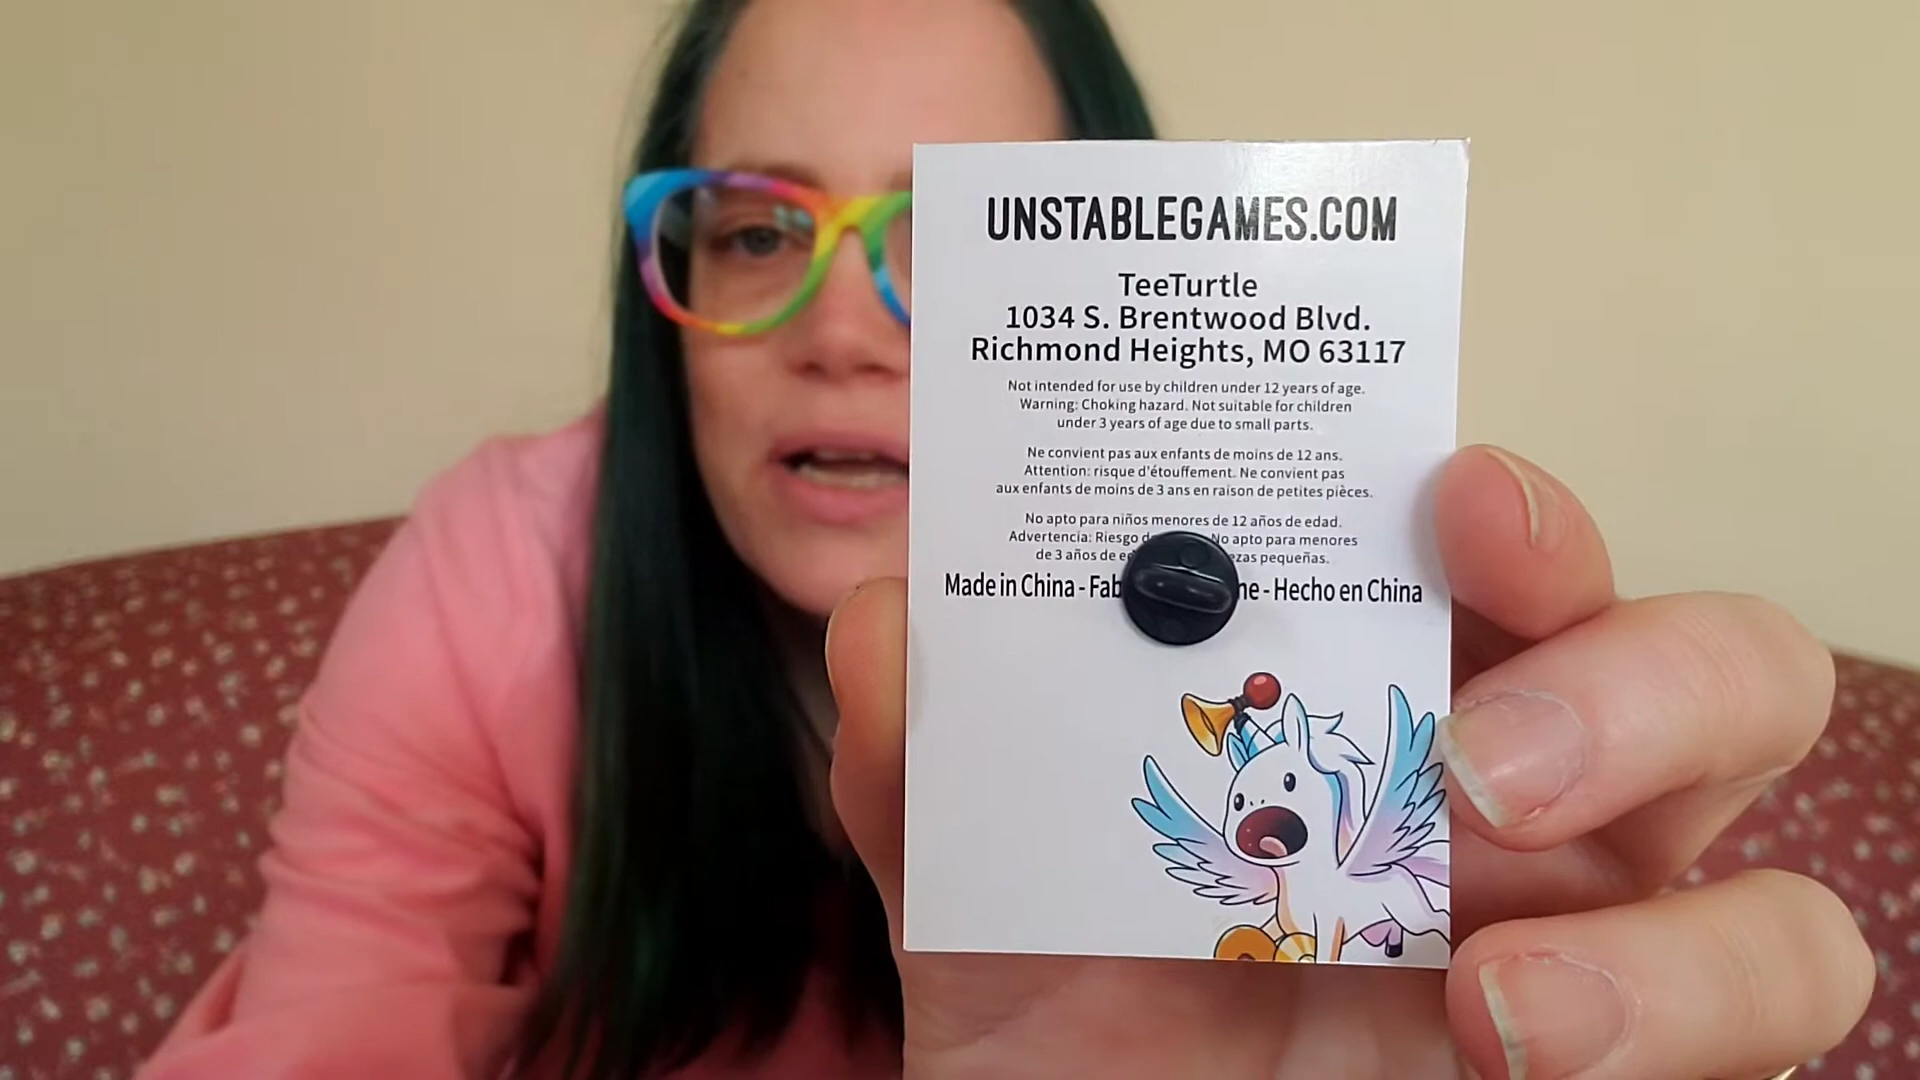 UNSTABLEGAMES.COM
TeeTurtle
1034 S. Brentwood Blvd.
Richmond Heights, MO 63117
Not intended for use by children under 12 years of age.
Warning: Choking hazard. Not suitable for children
under 3 years of age due to small parts.
Ne convient pas aux enfants de moins de 12 ans.
Attention: risque d'étouffement. Ne convient pas
aux enfants de moins de 3 ans en raison de petites pièces.
No apto para niños menores de 12 años de edad.
Advertencia: Riesgo No apto para menores
de 3 años de pequeñas.
Made in China - - Hecho en China